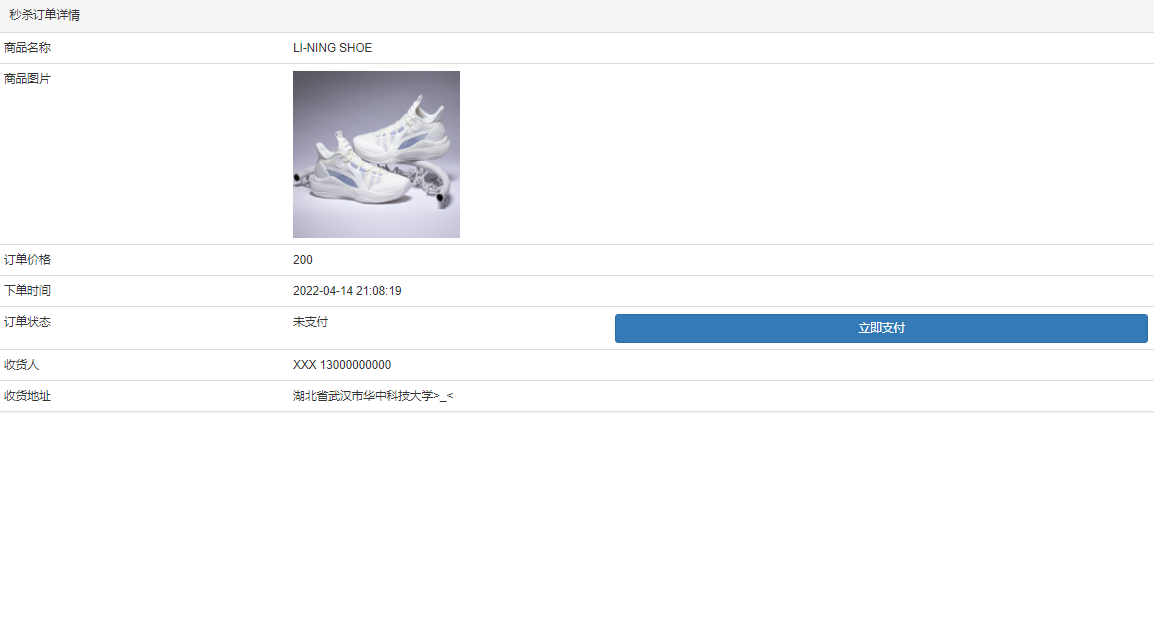 秒杀订单详情
商品名称 LI-NING SHOE
商品图片
订单价格 200
下单时间 2022-04-14 21:08:19
订单状态 未支付 立即支付
收货人 XXX 13000000000
收货地址 湖北省武汉市华中科技大学>_<